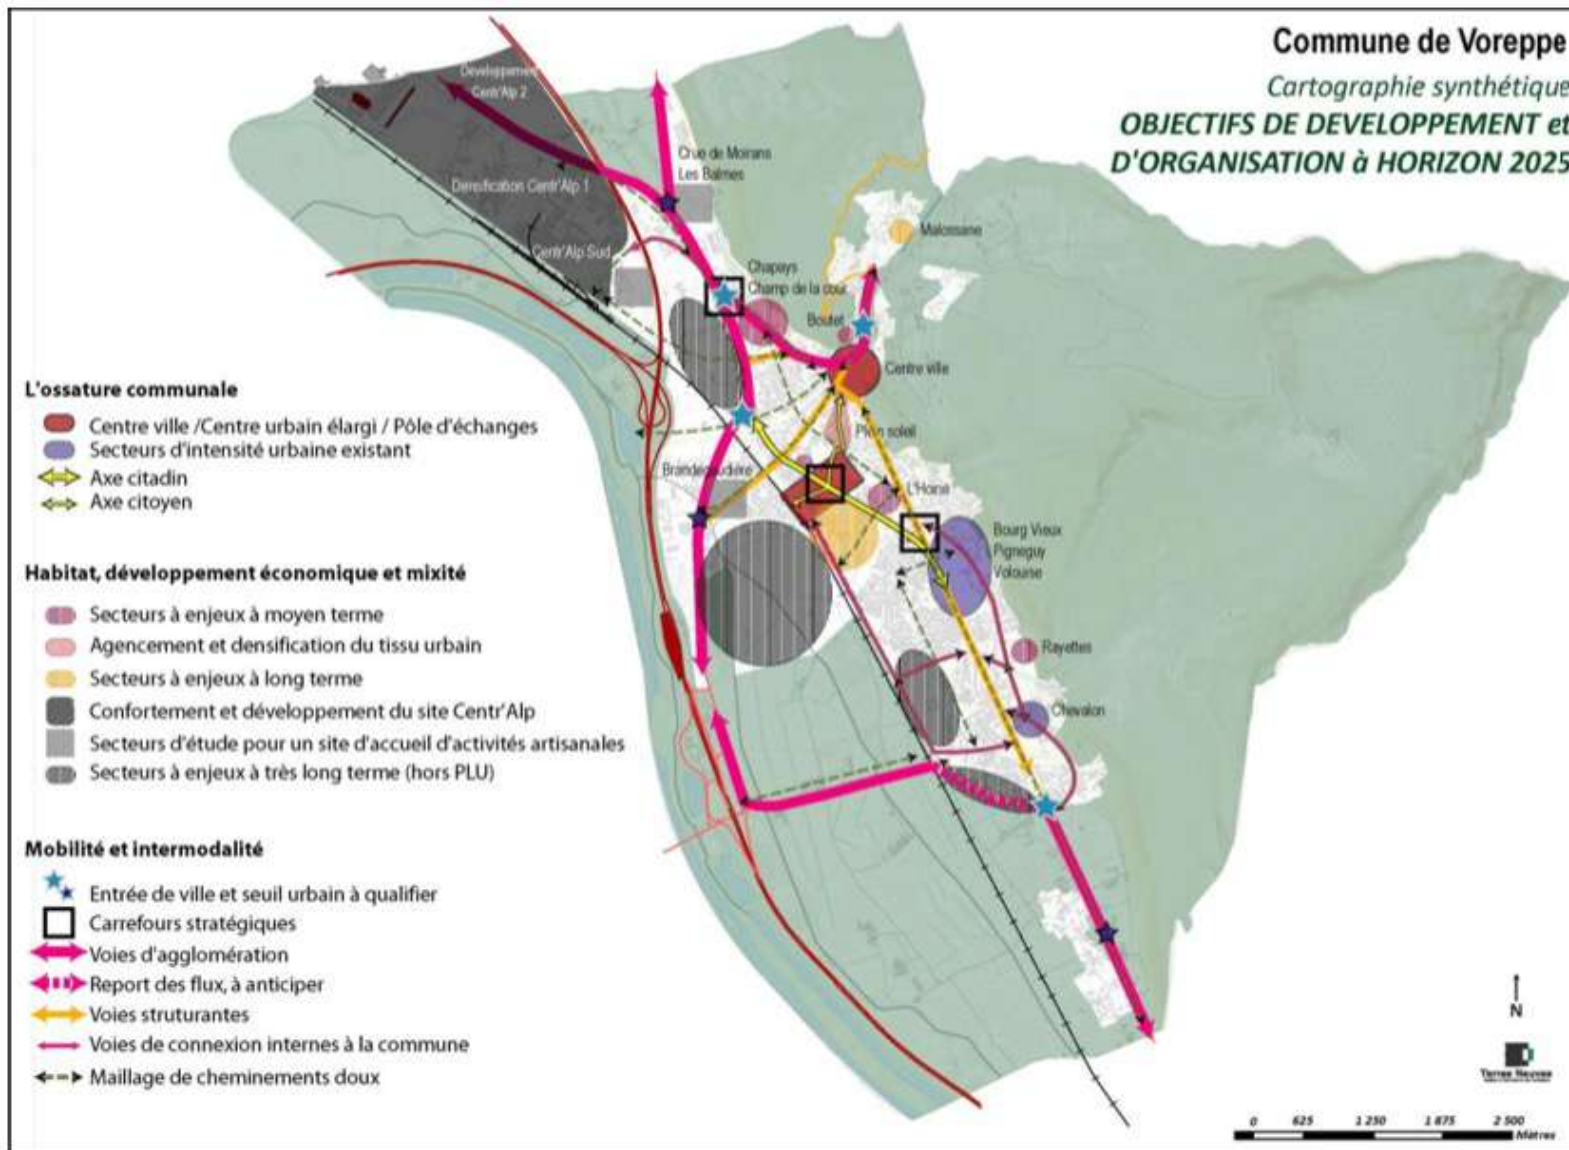 Commune de Voreppe
Cartographie synthétique
OBJECTIFS DE DEVELOPPEMENT et
D'ORGANISATION à HORIZON 2025
Développement
Centr'Alp 2
Crue de Moirans
Les Balmes
Densification Centr'Alp 1
Centr'Alp Sud
Malossane
Chapays
Champ de la cour
Boutet
Centre ville
Plein soleil
Brandegaudière
L'Hoirie
Bourg Vieux
Pigneguy
Volouise
Rayettes
Chevalon
L'ossature communale
Centre ville /Centre urbain élargi / Pôle d'échanges
Secteurs d'intensité urbaine existant
Axe citadin
Axe citoyen
Habitat, développement économique et mixité
Secteurs à enjeux à moyen terme
Agencement et densification du tissu urbain
Secteurs à enjeux à long terme
Confortement et développement du site Centr'Alp
Secteurs d'étude pour un site d'accueil d'activités artisanales
Secteurs à enjeux à très long terme (hors PLU)
Mobilité et intermodalité
Entrée de ville et seuil urbain à qualifier
Carrefours stratégiques
Voies d'agglomération
Report des flux, à anticiper
Voies struturantes
Voies de connexion internes à la commune
Maillage de cheminements doux
N
Terres Neuves
0 625 1 250 1 875 2 500
Mètres